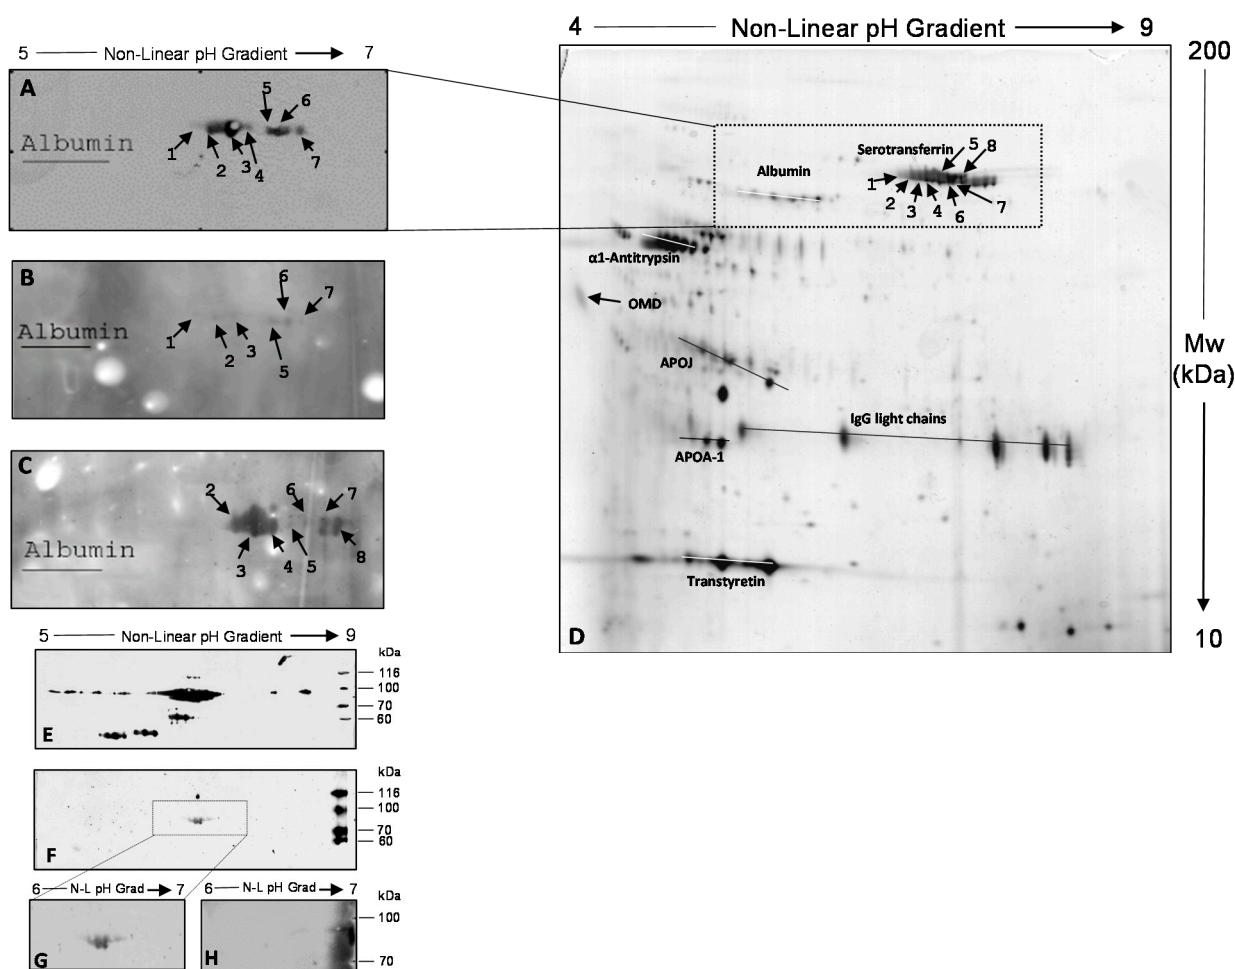 5 Non-Linear pH Gradient 7
A
Albumin
1 2 3 4 5 6 7
B
Albumin
1 2 3 5 6 7
C
Albumin
2 3 4 5 6 7 8
5 Non-Linear pH Gradient 9
E
kDa
116
100
70
60
F
kDa
116
100
70
60
6 N-L pH Grad 7
G
6 N-L pH Grad 7
H
kDa
100
70
4 Non-Linear pH Gradient 9
200
Mw
(kDa)
10
D
Serotransferrin
Albumin
1 2 3 4 5 6 7 8
α1-Antitrypsin
OMD
APOJ
IgG light chains
APOA-1
Transtyretin